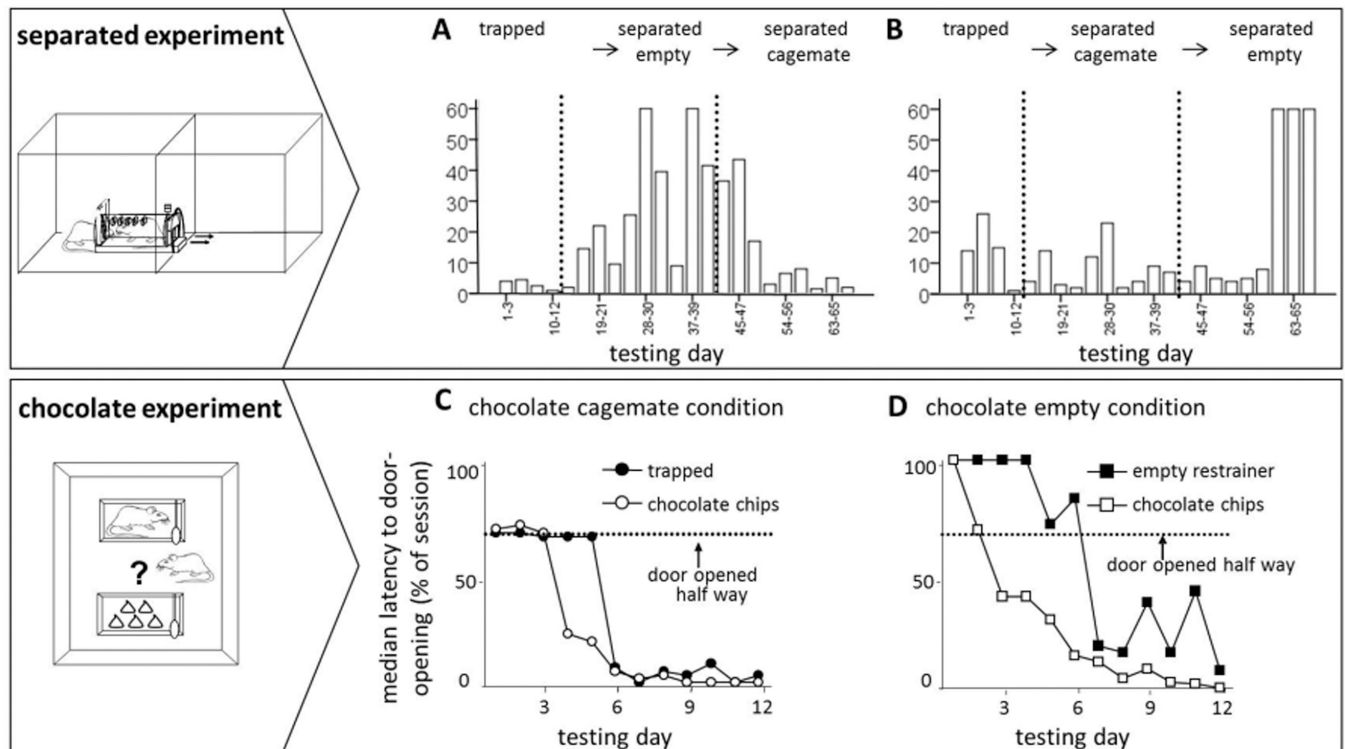 separated experiment
A
trapped → separated empty → separated cagemate
60
50
40
30
20
10
0
1-3
10-12
19-21
28-30
37-39
45-47
54-56
63-65
testing day
B
trapped → separated cagemate → separated empty
60
50
40
30
20
10
0
1-3
10-12
19-21
28-30
37-39
45-47
54-56
63-65
testing day
chocolate experiment
?
C chocolate cagemate condition
median latency to door-
opening (% of session)
100
50
0
trapped
chocolate chips
door opened
half way
3 6 9 12
testing day
D chocolate empty condition
100
50
0
empty restrainer
chocolate chips
door opened half way
3 6 9 12
testing day